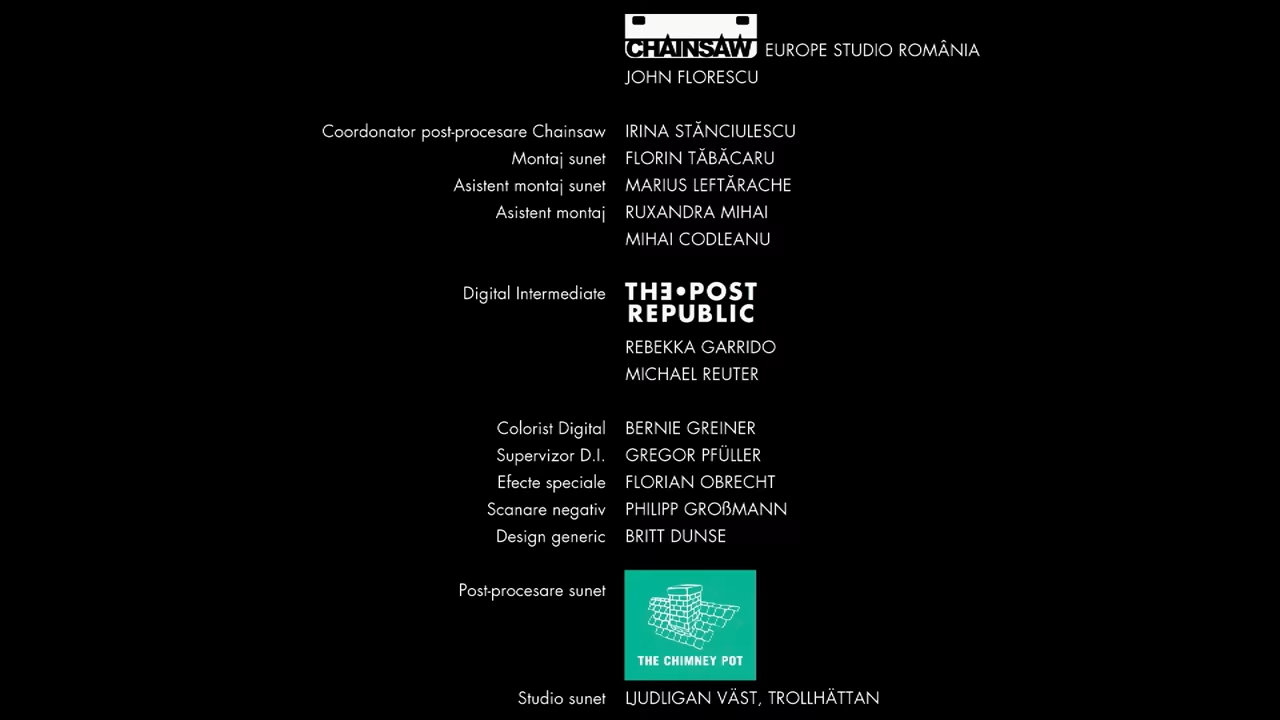 CHAINSAW EUROPE STUDIO ROMÂNIA
JOHN FLORESCU
Coordonator post-procesare Chainsaw IRINA STĂNCIULESCU
Montaj sunet FLORIN TĂBĂCARU
Asistent montaj sunet MARIUS LEFTĂRACHE
Asistent montaj RUXANDRA MIHAI
MIHAI CODLEANU
Digital Intermediate THE•POST
REPUBLIC
REBEKKA GARRIDO
MICHAEL REUTER
Colorist Digital BERNIE GREINER
Supervizor D.I. GREGOR PFÜLLER
Efecte speciale FLORIAN OBRECHT
Scanare negativ PHILIPP GROßMANN
Design generic BRITT DUNSE
Post-procesare sunet
THE CHIMNEY POT
Studio sunet LJUDLIGAN VÄST, TROLLHÄTTAN